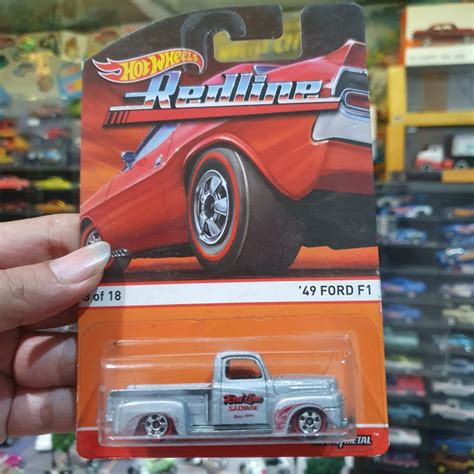 HOT WHEELS
Redline
of 18
'49 FORD F1
Red Line
SALVAGE
METAL